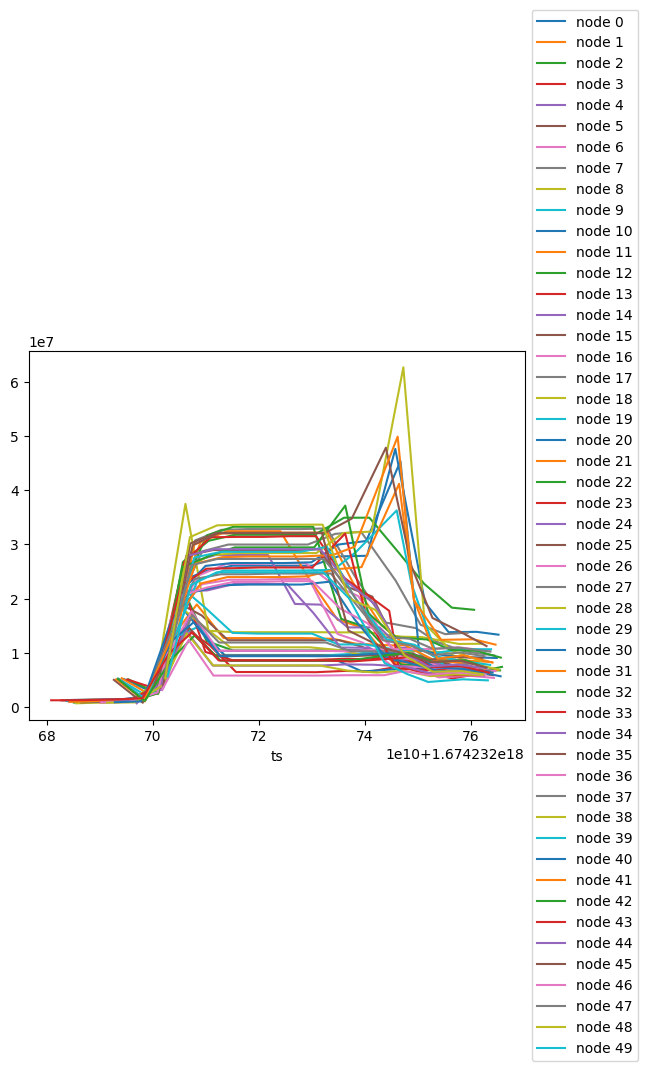 1e7
6
5
4
3
2
1
0
68
70
72
74
76
ts
1e10+1.674232e18
node 0
node 1
node 2
node 3
node 4
node 5
node 6
node 7
node 8
node 9
node 10
node 11
node 12
node 13
node 14
node 15
node 16
node 17
node 18
node 19
node 20
node 21
node 22
node 23
node 24
node 25
node 26
node 27
node 28
node 29
node 30
node 31
node 32
node 33
node 34
node 35
node 36
node 37
node 38
node 39
node 40
node 41
node 42
node 43
node 44
node 45
node 46
node 47
node 48
node 49